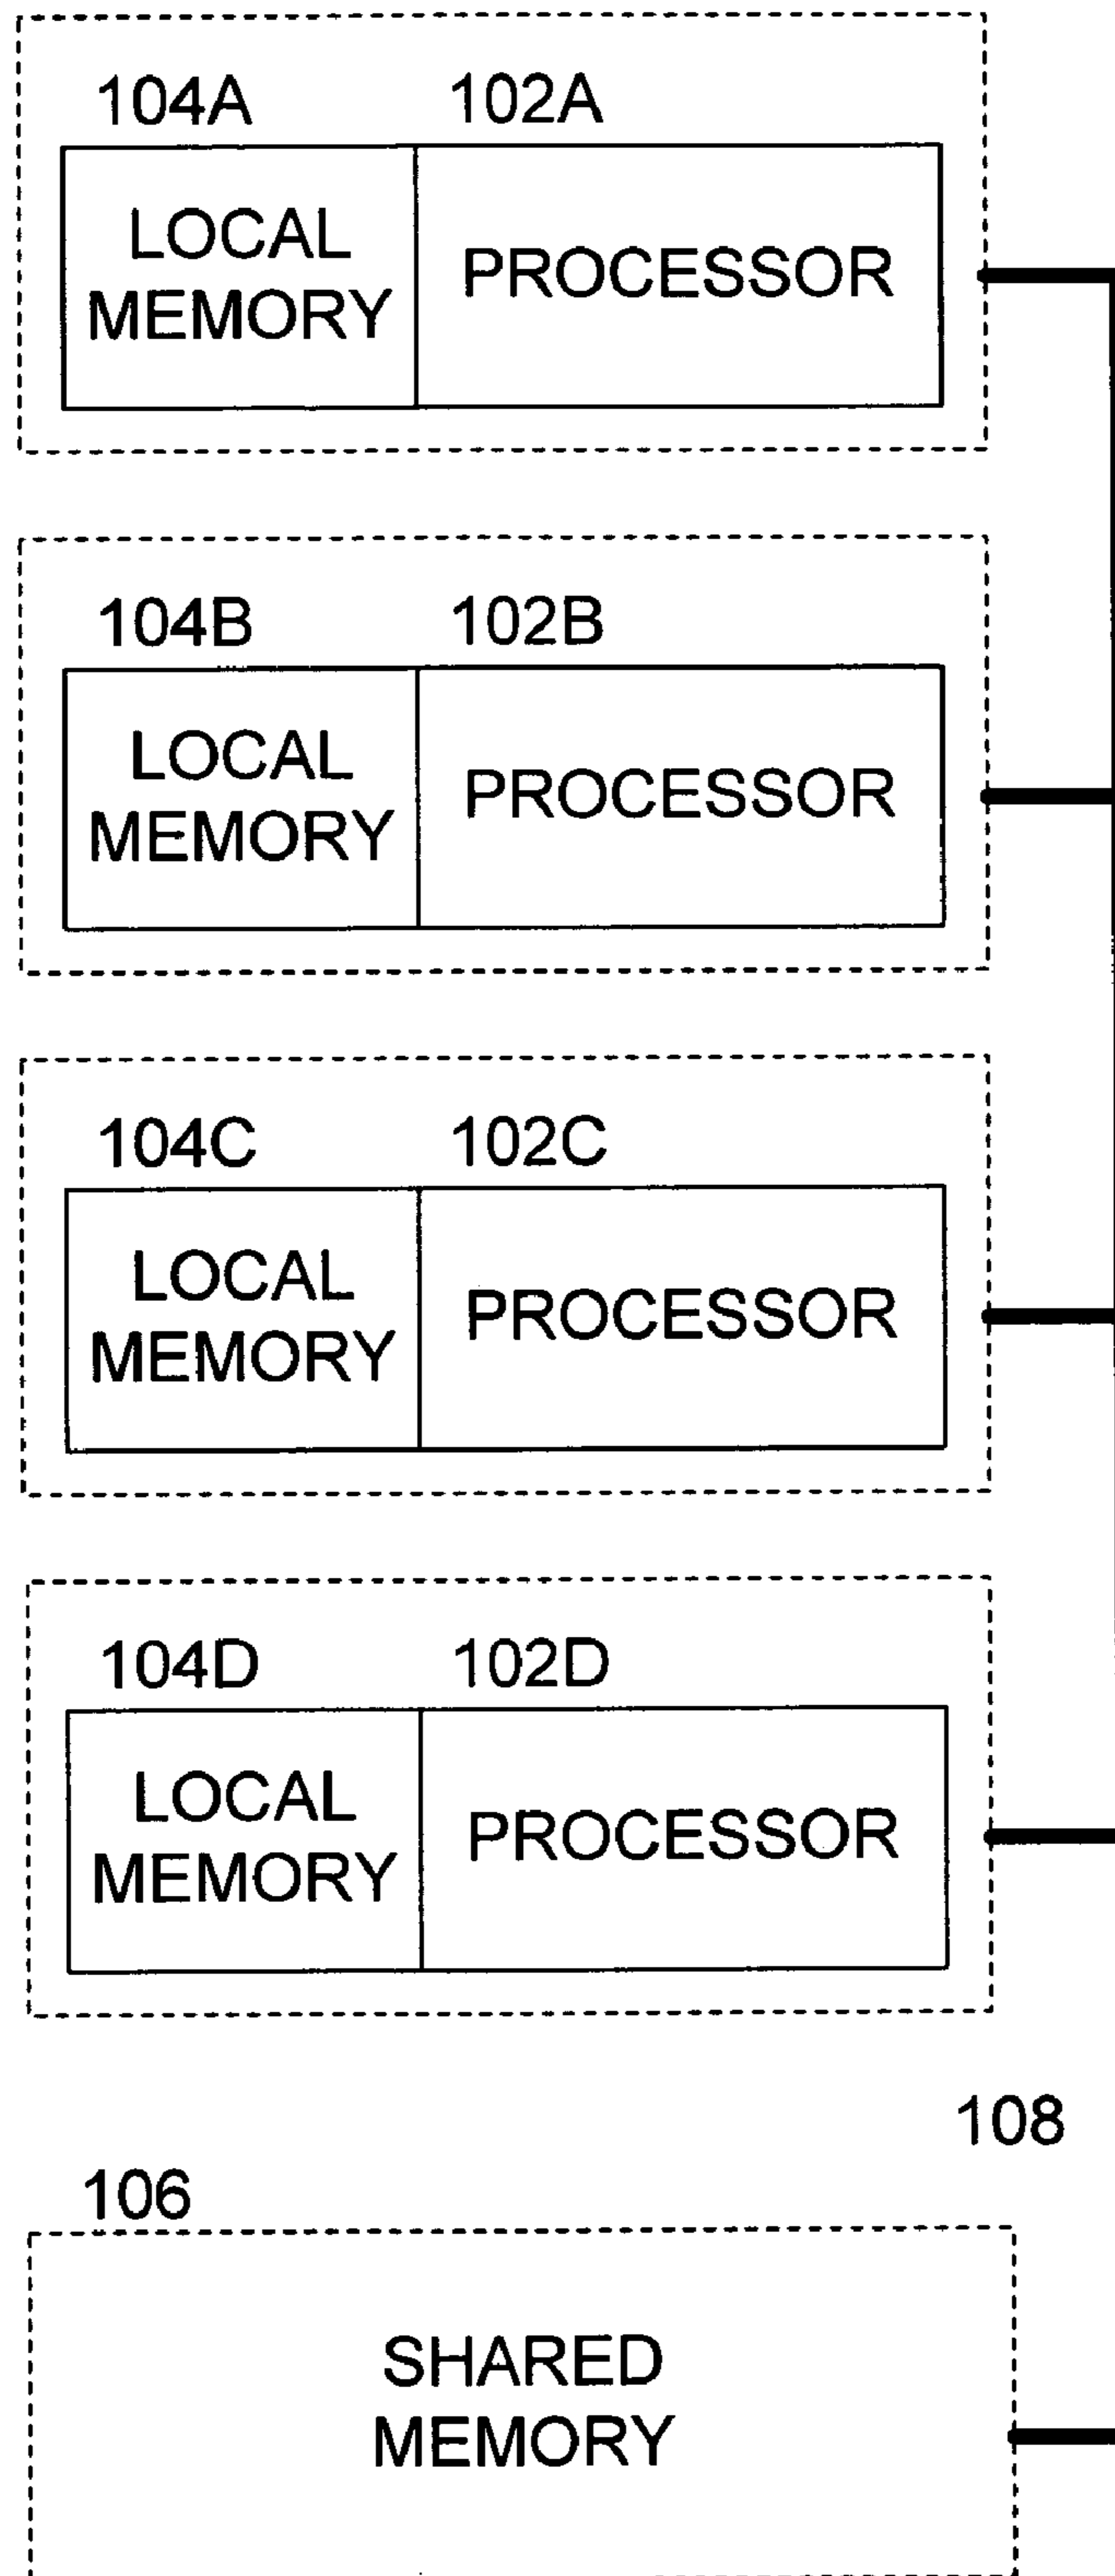 104A 102A
LOCAL
MEMORY
PROCESSOR
104B 102B
LOCAL
MEMORY
PROCESSOR
104C 102C
LOCAL
MEMORY
PROCESSOR
104D 102D
LOCAL
MEMORY
PROCESSOR
108
106
SHARED
MEMORY